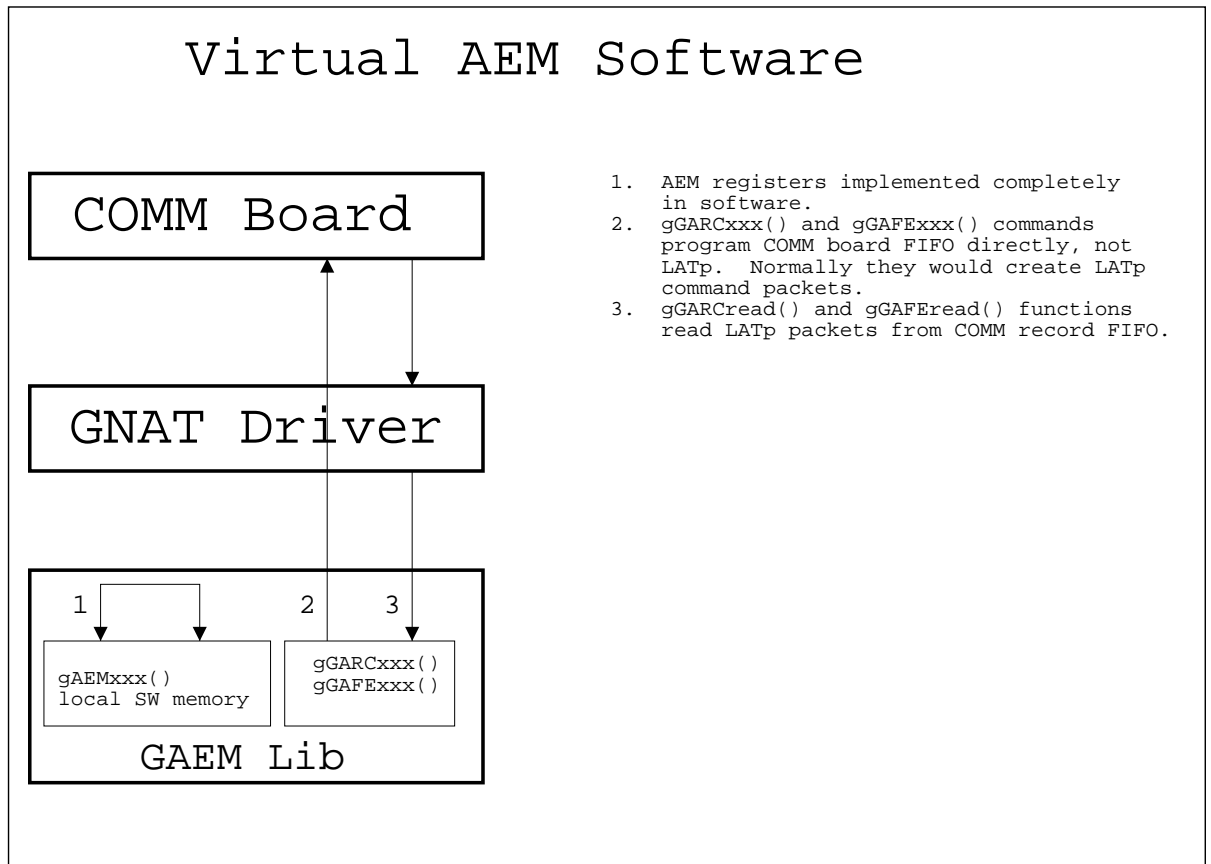 Virtual AEM Software
COMM Board
GNAT Driver
1 2 3
gAEMxxx()
local SW memory
gGARCxxx()
gGAFExxx()
GAEM Lib
1. AEM registers implemented completely
in software.
2. gGARCxxx() and gGAFExxx() commands
program COMM board FIFO directly, not
LATp. Normally they would create LATp
command packets.
3. gGARCread() and gGAFEread() functions
read LATp packets from COMM record FIFO.